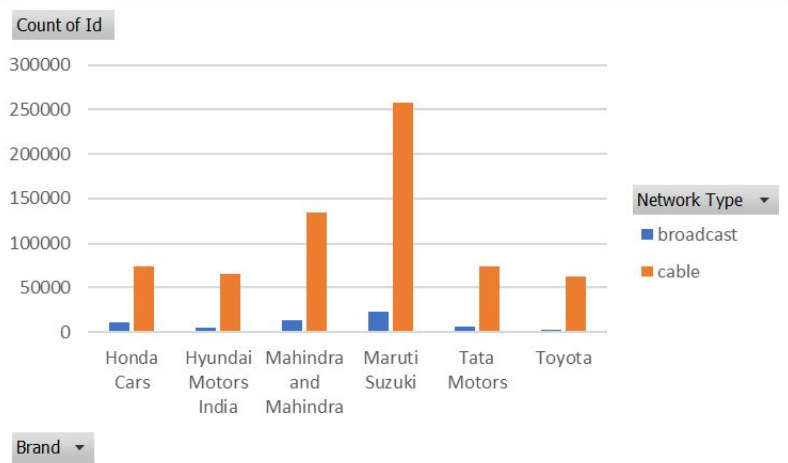 Count of Id
300000
250000
200000
150000
100000
50000
0
Honda
Cars
Hyundai
Motors
India
Mahindra
and
Mahindra
Maruti
Suzuki
Tata
Motors
Toyota
Network Type
broadcast
cable
Brand